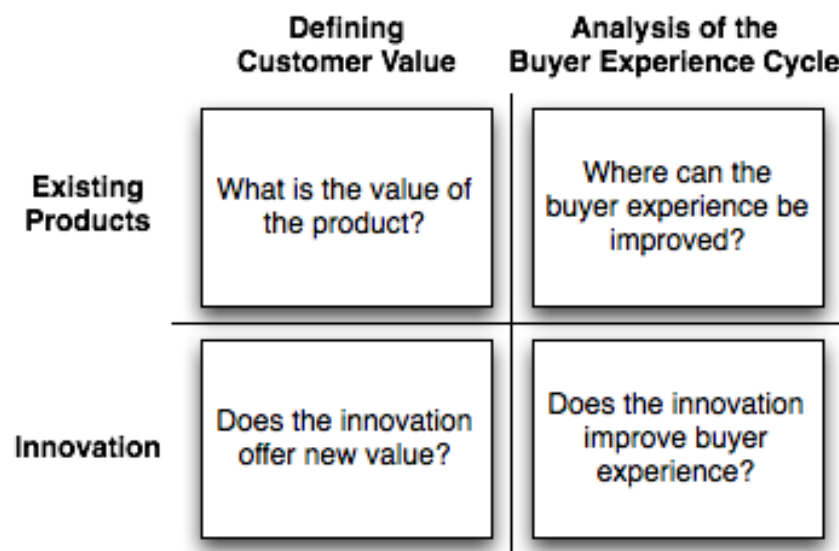 Defining
Customer Value
Analysis of the
Buyer Experience Cycle
Existing
Products
What is the value of
the product?
Where can the
buyer experience be
improved?
Innovation
Does the innovation
offer new value?
Does the innovation
improve buyer
experience?